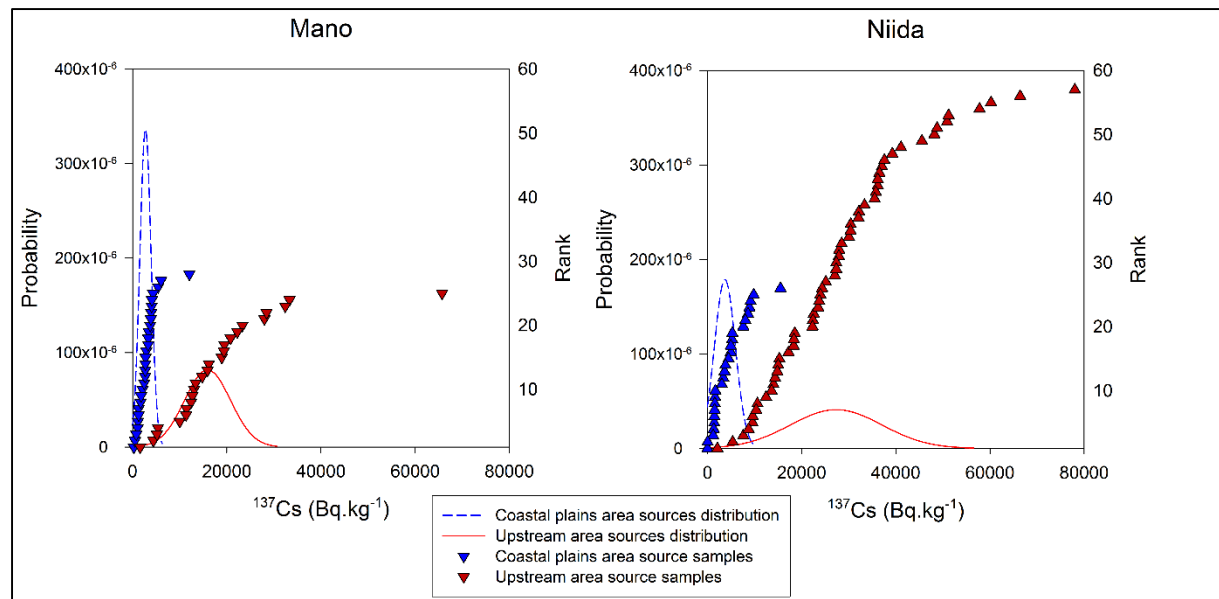 Mano
Niida
400x10⁻⁶
300x10⁻⁶
200x10⁻⁶
100x10⁻⁶
0
Probability
60
50
40
30
20
10
Rank
0 20000 40000 60000 80000
¹³⁷Cs (Bq.kg⁻¹)
400x10⁻⁶
300x10⁻⁶
200x10⁻⁶
100x10⁻⁶
0
Probability
60
50
40
30
20
10
Rank
0 20000 40000 60000 80000
¹³⁷Cs (Bq.kg⁻¹)
Coastal plains area sources distribution
Upstream area sources distribution
Coastal plains area source samples
Upstream area source samples